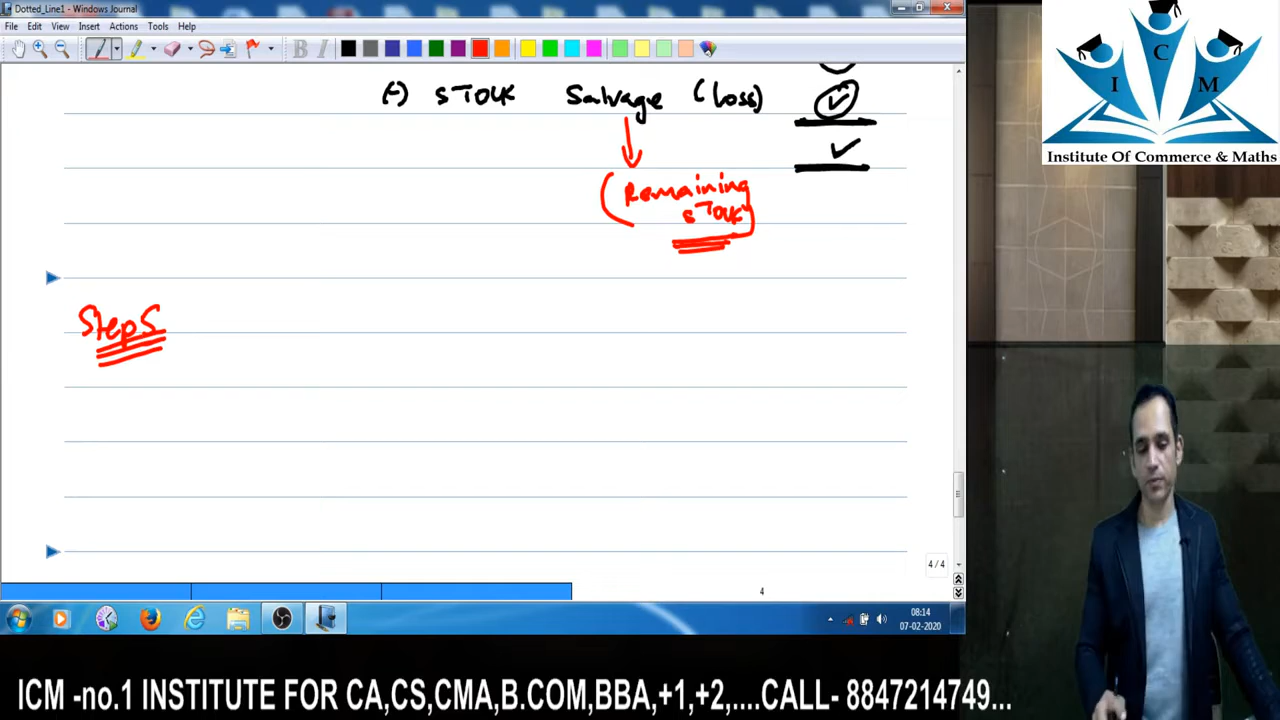 Dotted_Line1 - Windows Journal
File Edit View Insert Actions Tools Help
B I
(-) STOCK Salvage (loss)
(Remaining
STOCK)
Steps
4/4
4
08:14
07-02-2020
I C M
Institute Of Commerce & Maths
ICM -no.1 INSTITUTE FOR CA,CS,CMA,B.COM,BBA,+1,+2,....CALL- 8847214749...